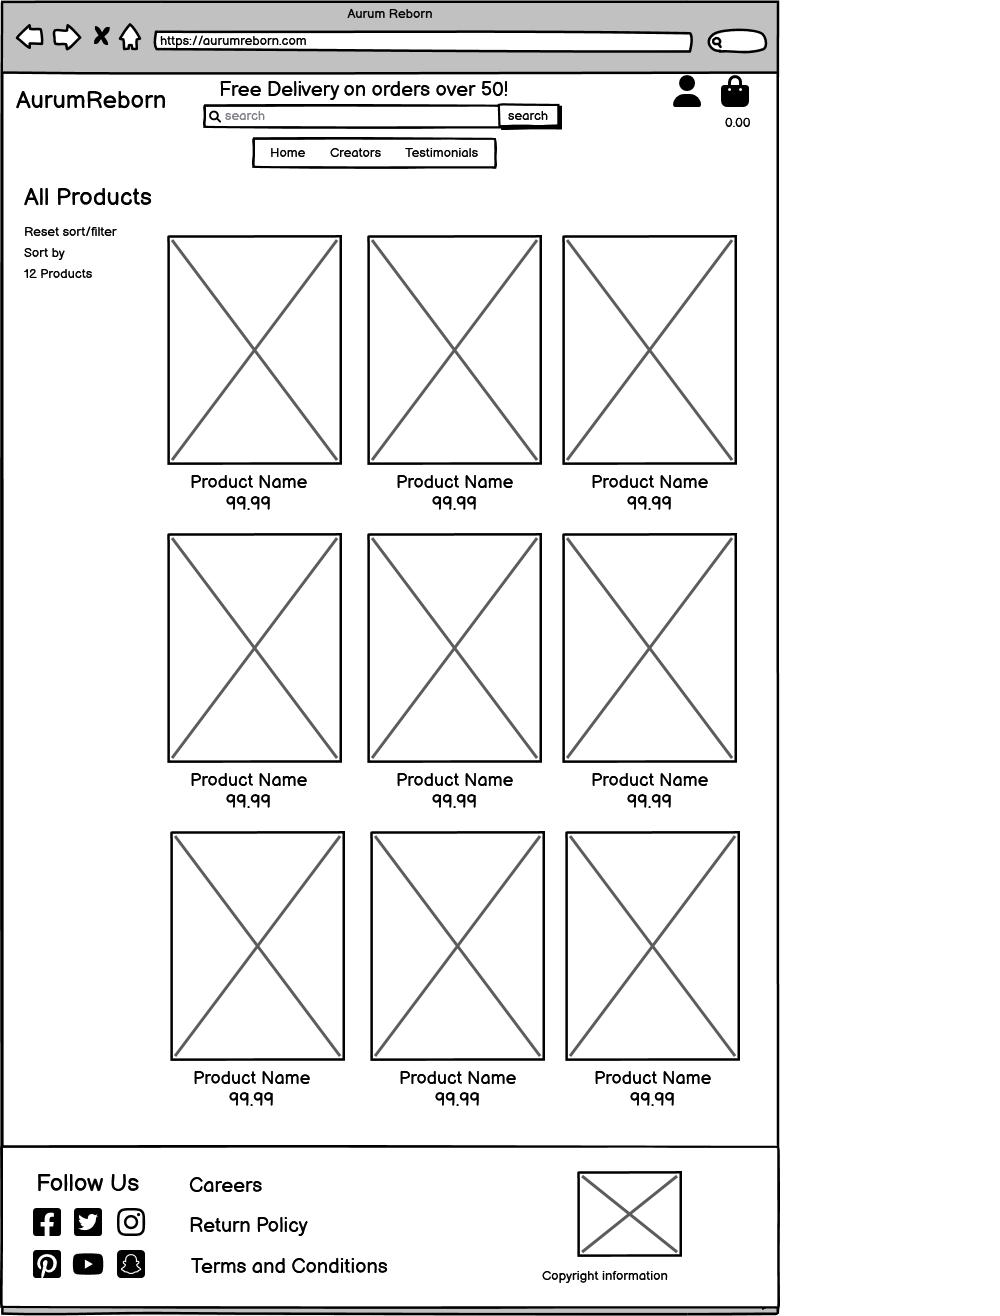 Aurum Reborn
https://aurumreborn.com
Free Delivery on orders over 50!
AurumReborn
search
search
0.00
Home Creators Testimonials
All Products
Reset sort/filter
Sort by
12 Products
Product Name Product Name Product Name
99.99 99.99 99.99
Product Name Product Name Product Name
99.99 99.99 99.99
Product Name Product Name Product Name
99.99 99.99 99.99
Follow Us
Careers
Return Policy
Terms and Conditions
Copyright information